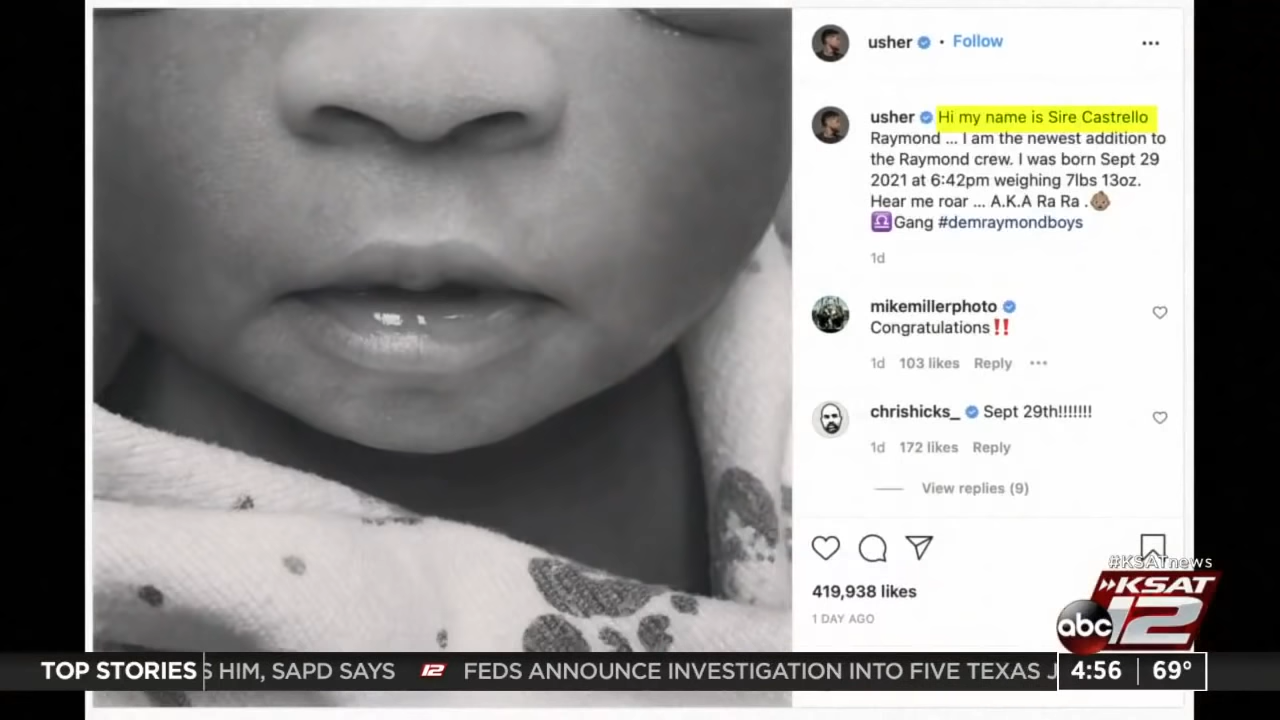 usher • Follow
usher Hi my name is Sire Castrello
Raymond ... I am the newest addition to
the Raymond crew. I was born Sept 29
2021 at 6:42pm weighing 7lbs 13oz.
Hear me roar ... A.K.A Ra Ra .👶🏽
♎Gang #demraymondboys
1d
mikemillerphoto
Congratulations‼️
1d 103 likes Reply
chrishicks_ Sept 29th!!!!!!!
1d 172 likes Reply
View replies (9)
419,938 likes
1 DAY AGO
#KSATnews
KSAT
abc 12
TOP STORIES S HIM, SAPD SAYS 12 FEDS ANNOUNCE INVESTIGATION INTO FIVE TEXAS J 4:56 69°